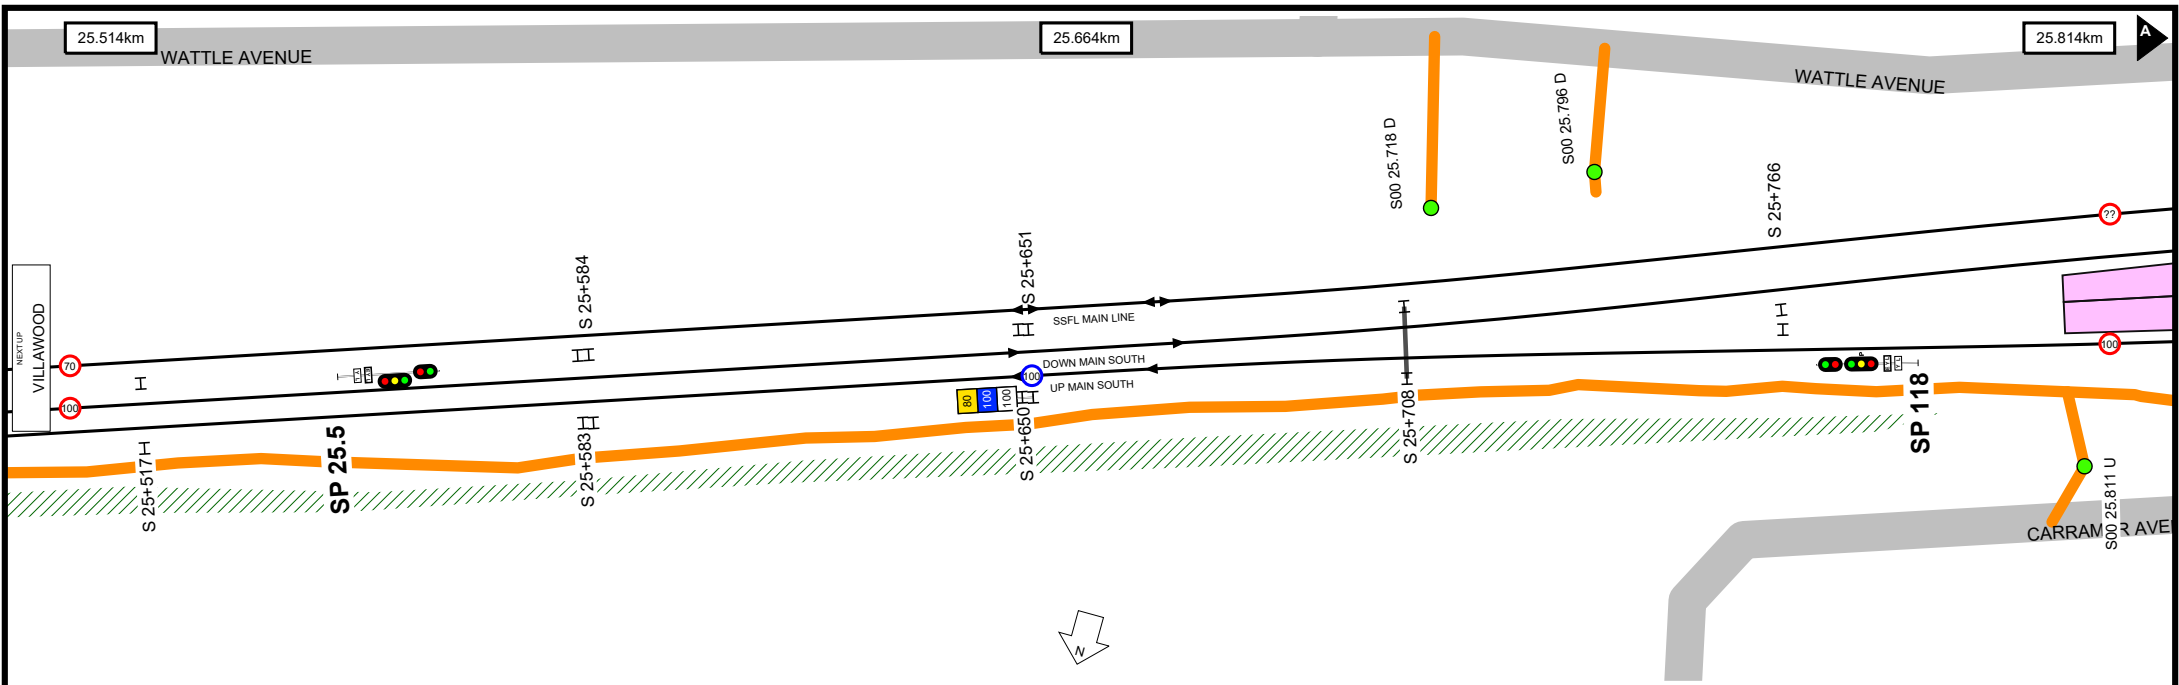 25.514km
25.664km
25.814km
A
WATTLE AVENUE
WATTLE AVENUE
S00 25.718 D
S00 25.796 D
S 25+766
S 25+584
S 25+651
??
NEXT UP
VILLAWOOD
70
100
SSFL MAIN LINE
DOWN MAIN SOUTH
UP MAIN SOUTH
100
80
100
100
100
P
S 25+517
SP 25.5
S 25+583
S 25+650
S 25+708
SP 118
S00 25.811 U
CARRAM R AVE
N